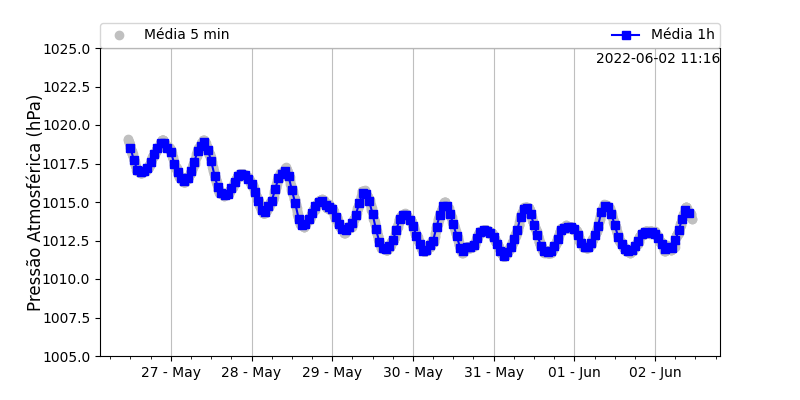 Média 5 min
Média 1h
2022-06-02 11:16
Pressão Atmosférica (hPa)
1025.0
1022.5
1020.0
1017.5
1015.0
1012.5
1010.0
1007.5
1005.0
27 - May
28 - May
29 - May
30 - May
31 - May
01 - Jun
02 - Jun